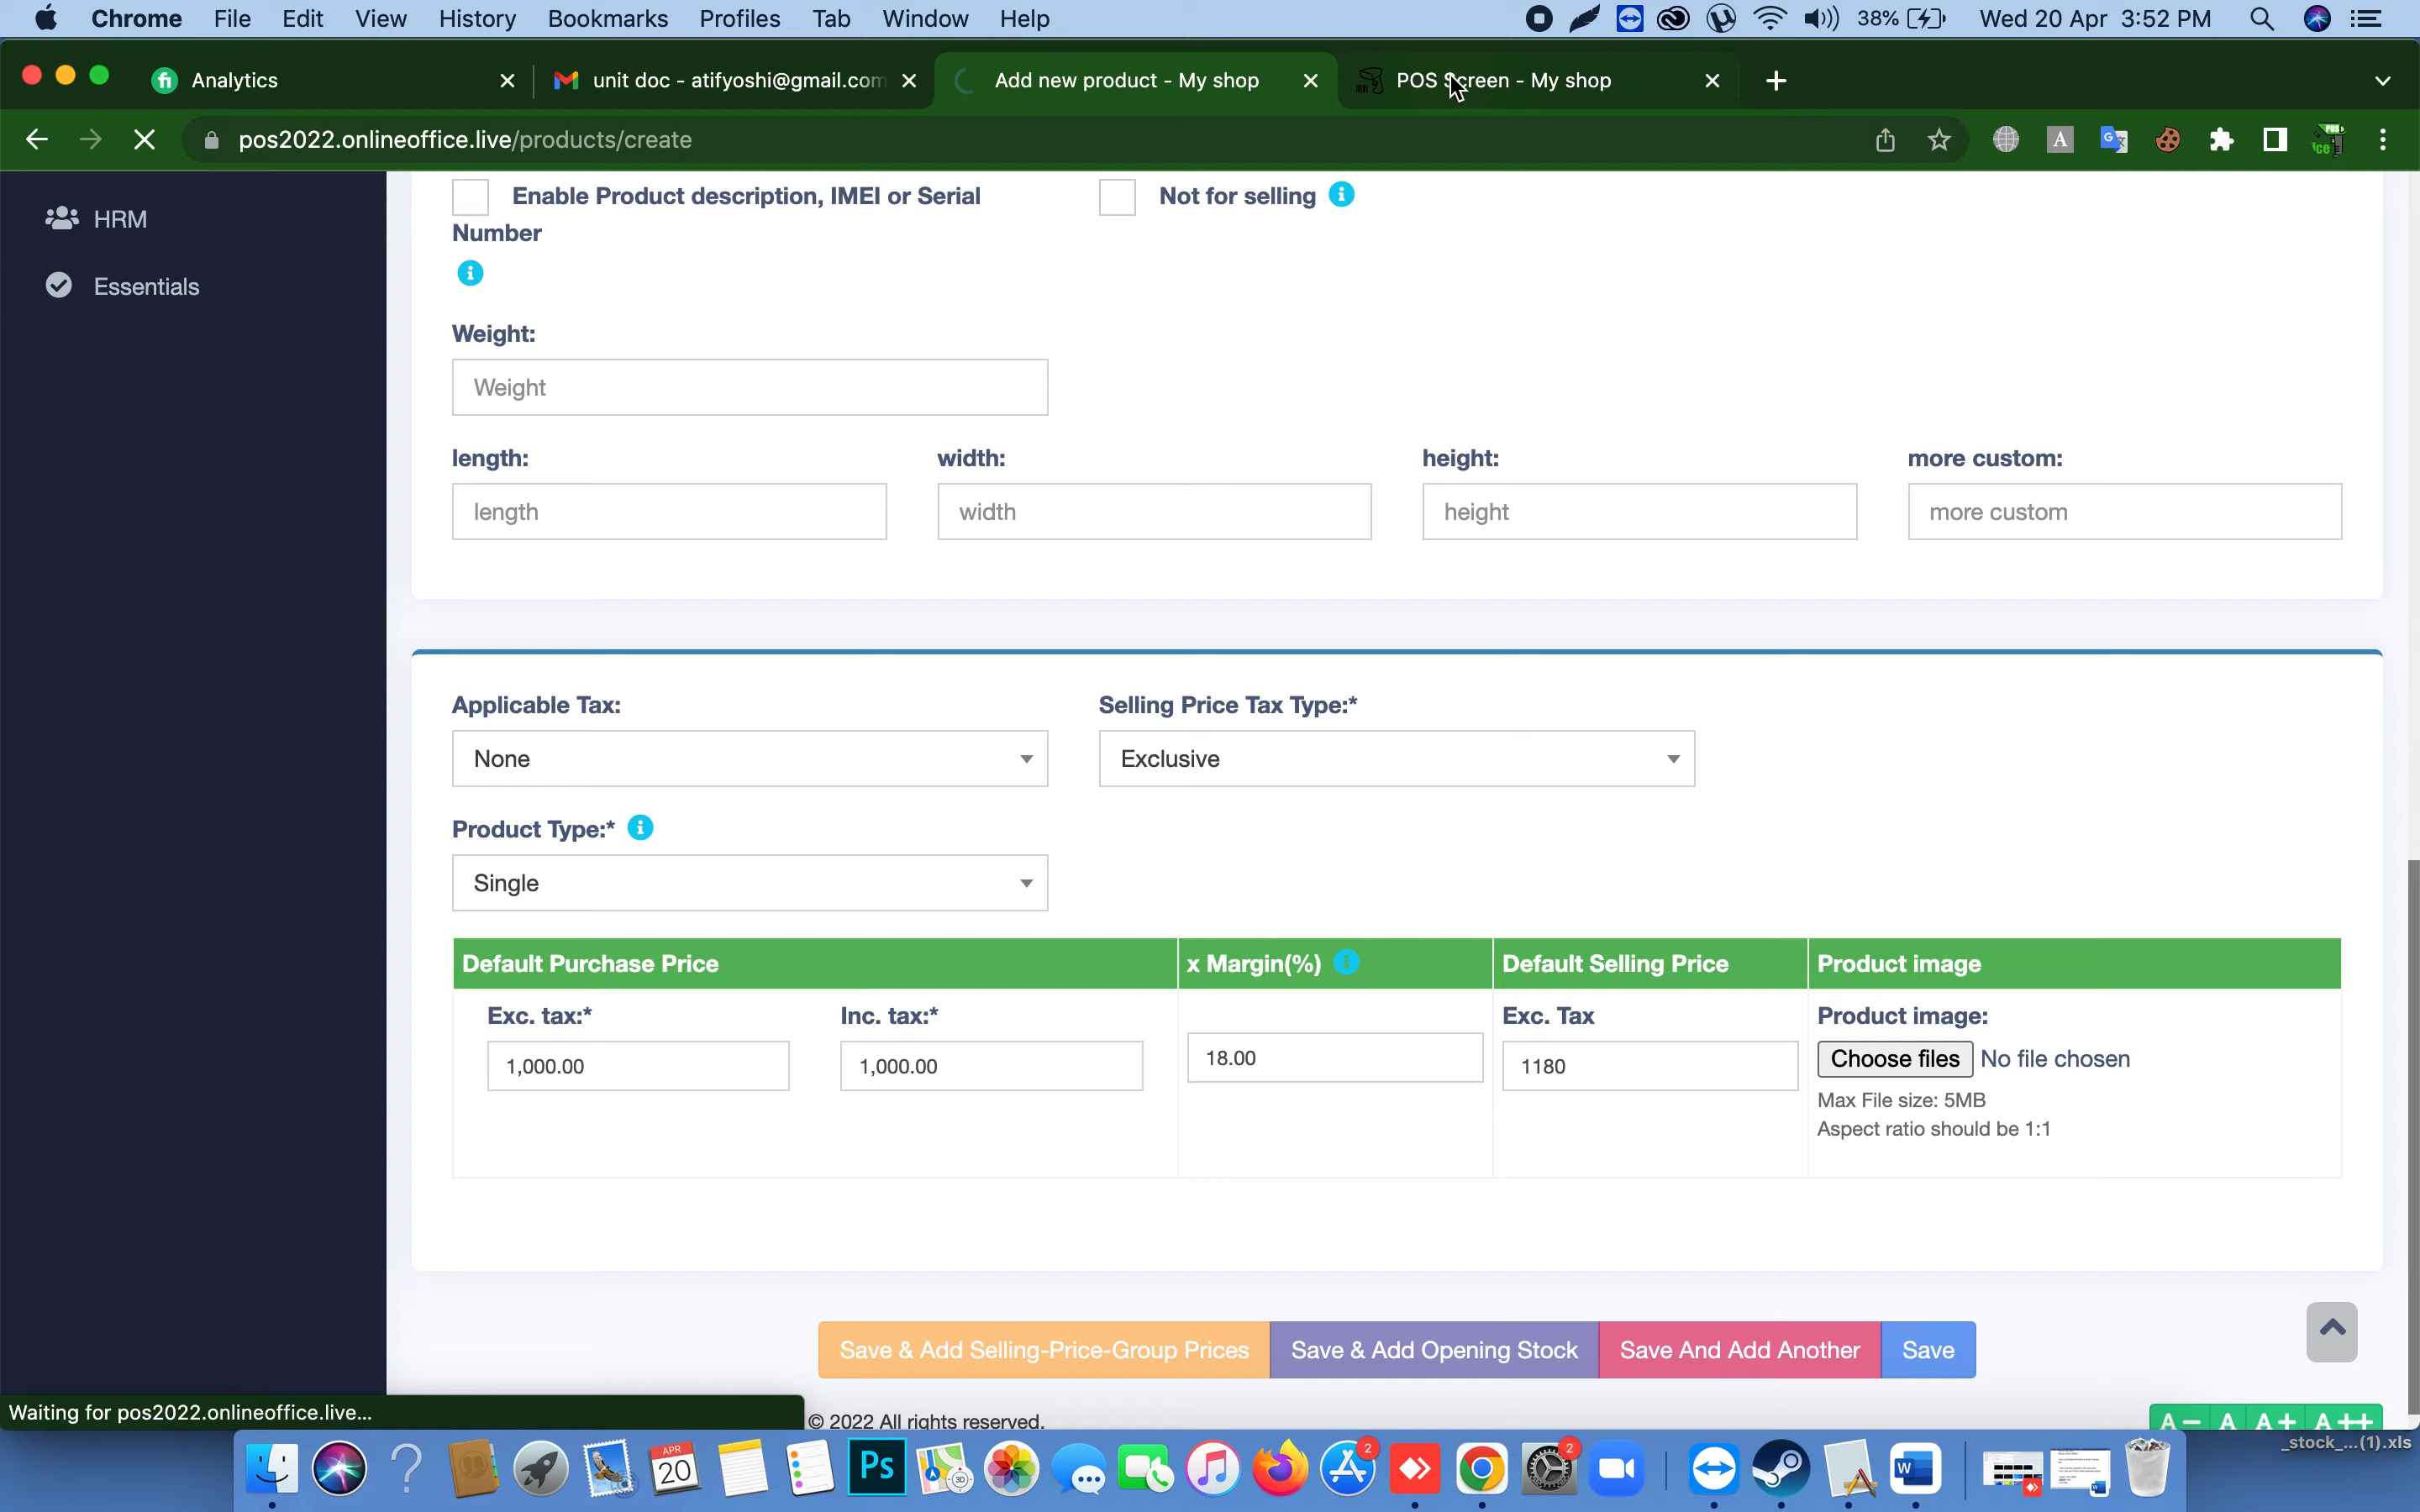 Chrome File Edit View History Bookmarks Profiles Tab Window Help 38% Wed 20 Apr 3:52 PM
Analytics unit doc - atifyoshi@gmail.com Add new product - My shop POS Screen - My shop
pos2022.onlineoffice.live/products/create
HRM
Essentials
Enable Product description, IMEI or Serial
Number
Not for selling
Weight:
Weight
length: width: height: more custom:
length width height more custom
Applicable Tax: Selling Price Tax Type:*
None Exclusive
Product Type:*
Single
Default Purchase Price x Margin(%) Default Selling Price Product image
Exc. tax:* Inc. tax:* Exc. Tax Product image:
1,000.00 1,000.00 18.00 1180 Choose files No file chosen
Max File size: 5MB
Aspect ratio should be 1:1
Save & Add Selling-Price-Group Prices Save & Add Opening Stock Save And Add Another Save
Waiting for pos2022.onlineoffice.live...
© 2022 All rights reserved.
A- A A+ A++
_stock_...(1).xls
APR
20
Ps
3D
2
2
W